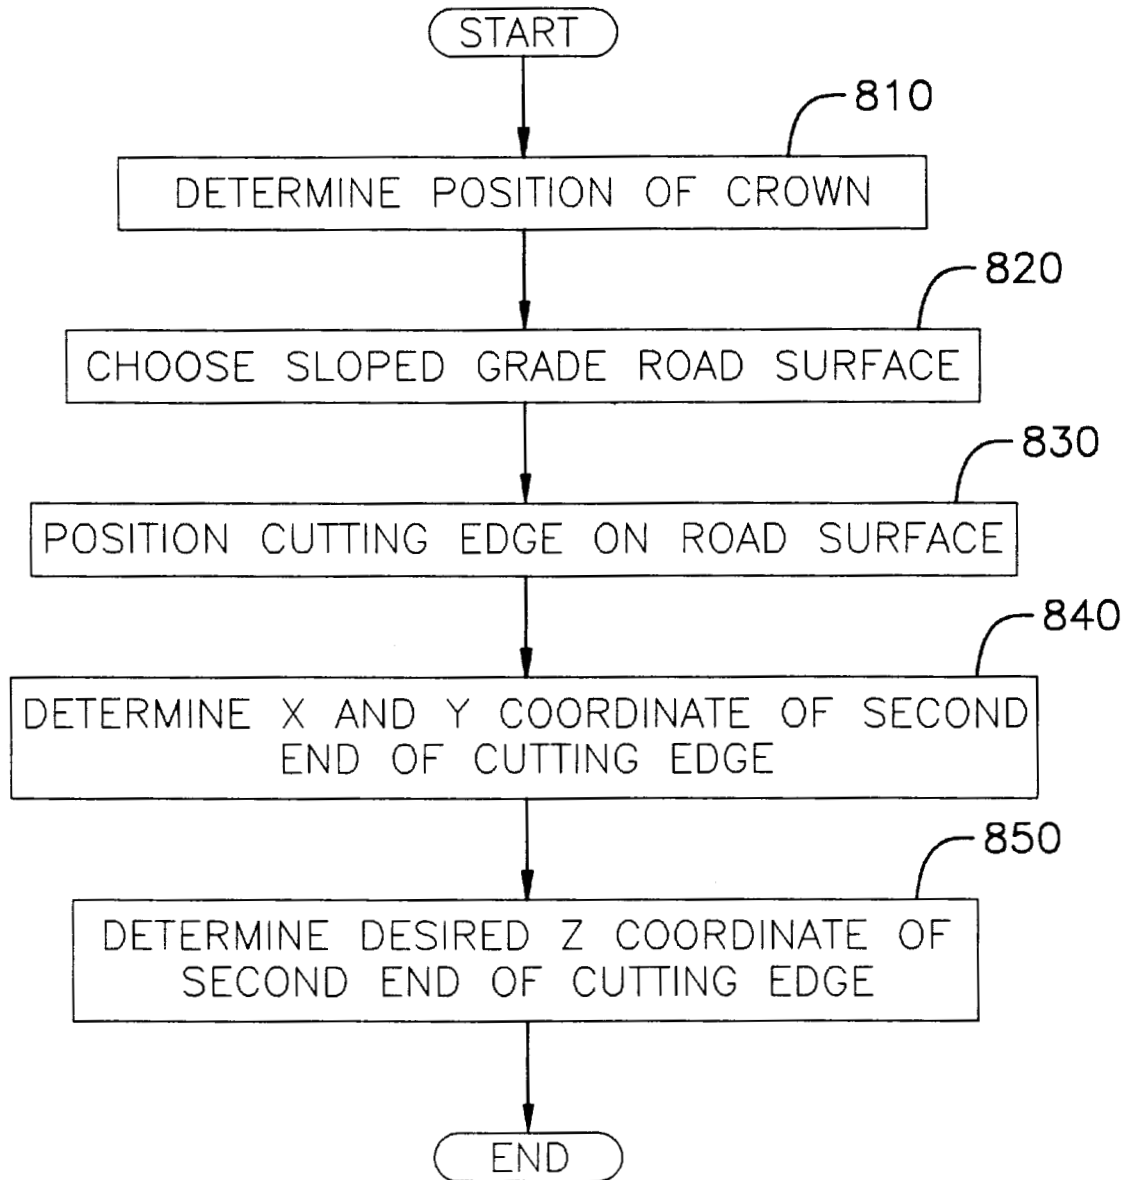 START
810
DETERMINE POSITION OF CROWN
820
CHOOSE SLOPED GRADE ROAD SURFACE
830
POSITION CUTTING EDGE ON ROAD SURFACE
840
DETERMINE X AND Y COORDINATE OF SECOND
END OF CUTTING EDGE
850
DETERMINE DESIRED Z COORDINATE OF
SECOND END OF CUTTING EDGE
END